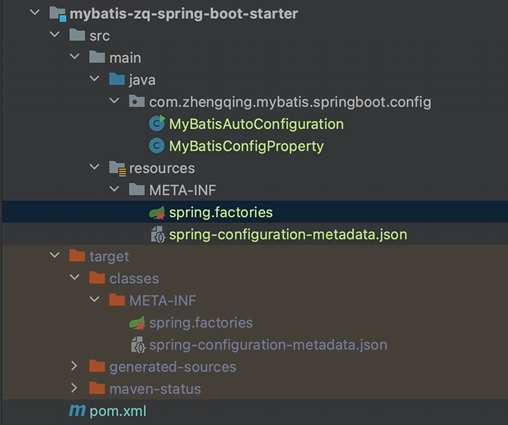 mybatis-zq-spring-boot-starter
src
main
java
com.zhengqing.mybatis.springboot.config
MyBatisAutoConfiguration
MyBatisConfigProperty
resources
META-INF
spring.factories
spring-configuration-metadata.json
target
classes
META-INF
spring.factories
spring-configuration-metadata.json
generated-sources
maven-status
pom.xml